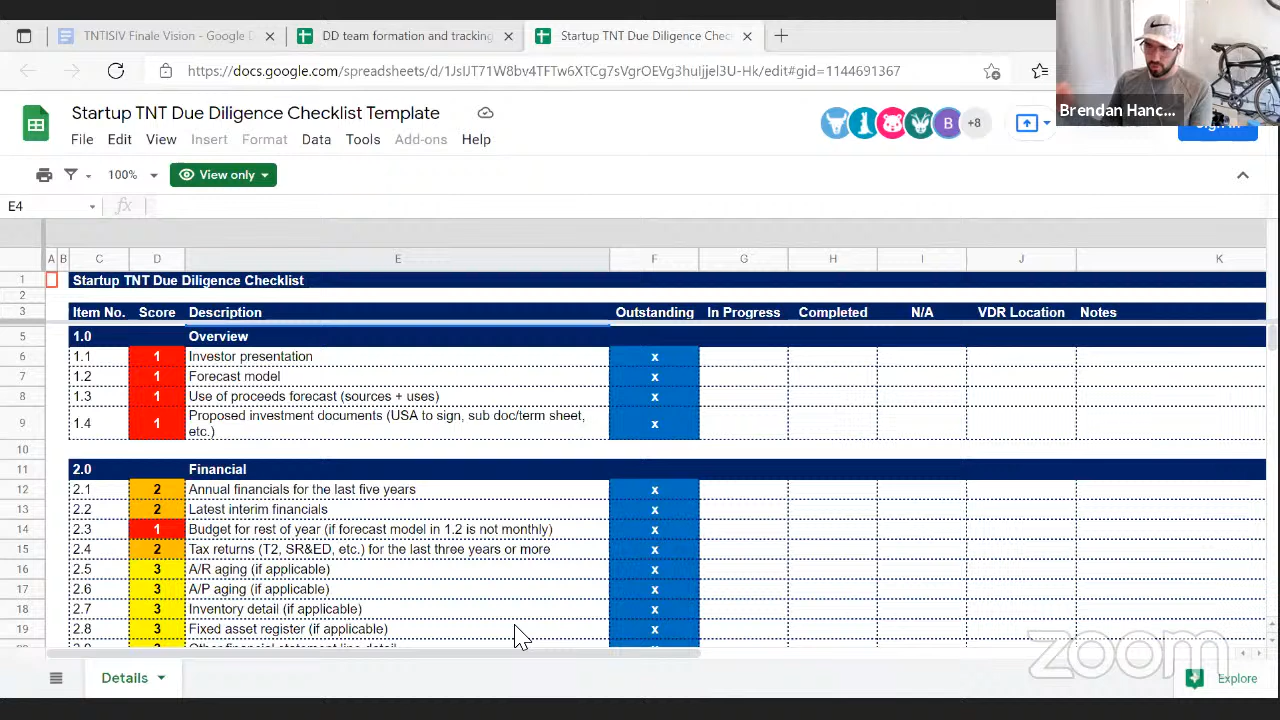 TNTISIV Finale Vision - Google D
DD team formation and tracking
Startup TNT Due Diligence Chec
https://docs.google.com/spreadsheets/d/1JsIJT71W8bv4TFTw6XTCg7sVgrOEVg3huljjel3U-Hk/edit#gid=1144691367
Brendan Hanc...
Startup TNT Due Diligence Checklist Template
B
+8
File Edit View Insert Format Data Tools Add-ons Help
100% View only
E4 fx
A B C D E F G H I J K
1 Startup TNT Due Diligence Checklist
2
3 Item No. Score Description Outstanding In Progress Completed N/A VDR Location Notes
5 1.0 Overview
6 1.1 1 Investor presentation x
7 1.2 1 Forecast model x
8 1.3 1 Use of proceeds forecast (sources + uses) x
9 1.4 1 Proposed investment documents (USA to sign, sub doc/term sheet, x
etc.)
10
11 2.0 Financial
12 2.1 2 Annual financials for the last five years x
13 2.2 2 Latest interim financials x
14 2.3 1 Budget for rest of year (if forecast model in 1.2 is not monthly) x
15 2.4 2 Tax returns (T2, SR&ED, etc.) for the last three years or more x
16 2.5 3 A/R aging (if applicable) x
17 2.6 3 A/P aging (if applicable) x
18 2.7 3 Inventory detail (if applicable) x
19 2.8 3 Fixed asset register (if applicable) x
zoom
Details
Explore